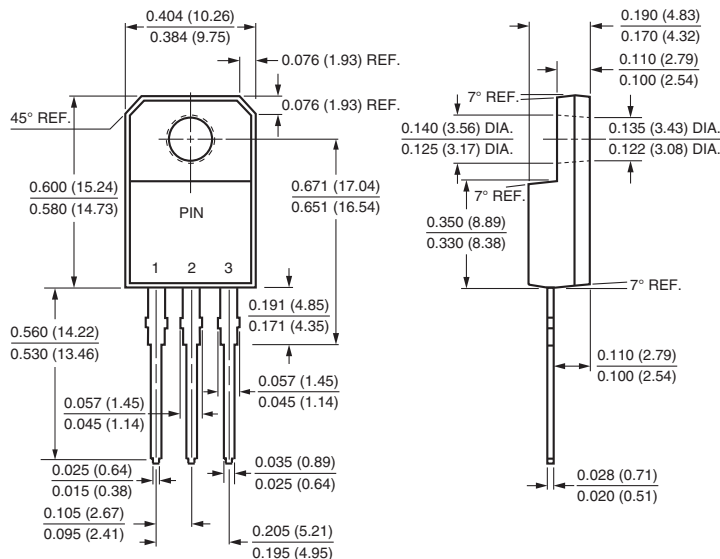 0.404 (10.26)
0.384 (9.75)
0.076 (1.93) REF.
0.076 (1.93) REF.
45° REF.
0.600 (15.24)
0.580 (14.73)
0.671 (17.04)
0.651 (16.54)
PIN
1 2 3
0.560 (14.22)
0.530 (13.46)
0.191 (4.85)
0.171 (4.35)
0.057 (1.45)
0.045 (1.14)
0.057 (1.45)
0.045 (1.14)
0.025 (0.64)
0.015 (0.38)
0.035 (0.89)
0.025 (0.64)
0.105 (2.67)
0.095 (2.41)
0.205 (5.21)
0.195 (4.95)
0.190 (4.83)
0.170 (4.32)
0.110 (2.79)
0.100 (2.54)
7° REF.
0.140 (3.56) DIA.
0.125 (3.17) DIA.
0.135 (3.43) DIA.
0.122 (3.08) DIA.
7° REF.
0.350 (8.89)
0.330 (8.38)
7° REF.
0.110 (2.79)
0.100 (2.54)
0.028 (0.71)
0.020 (0.51)